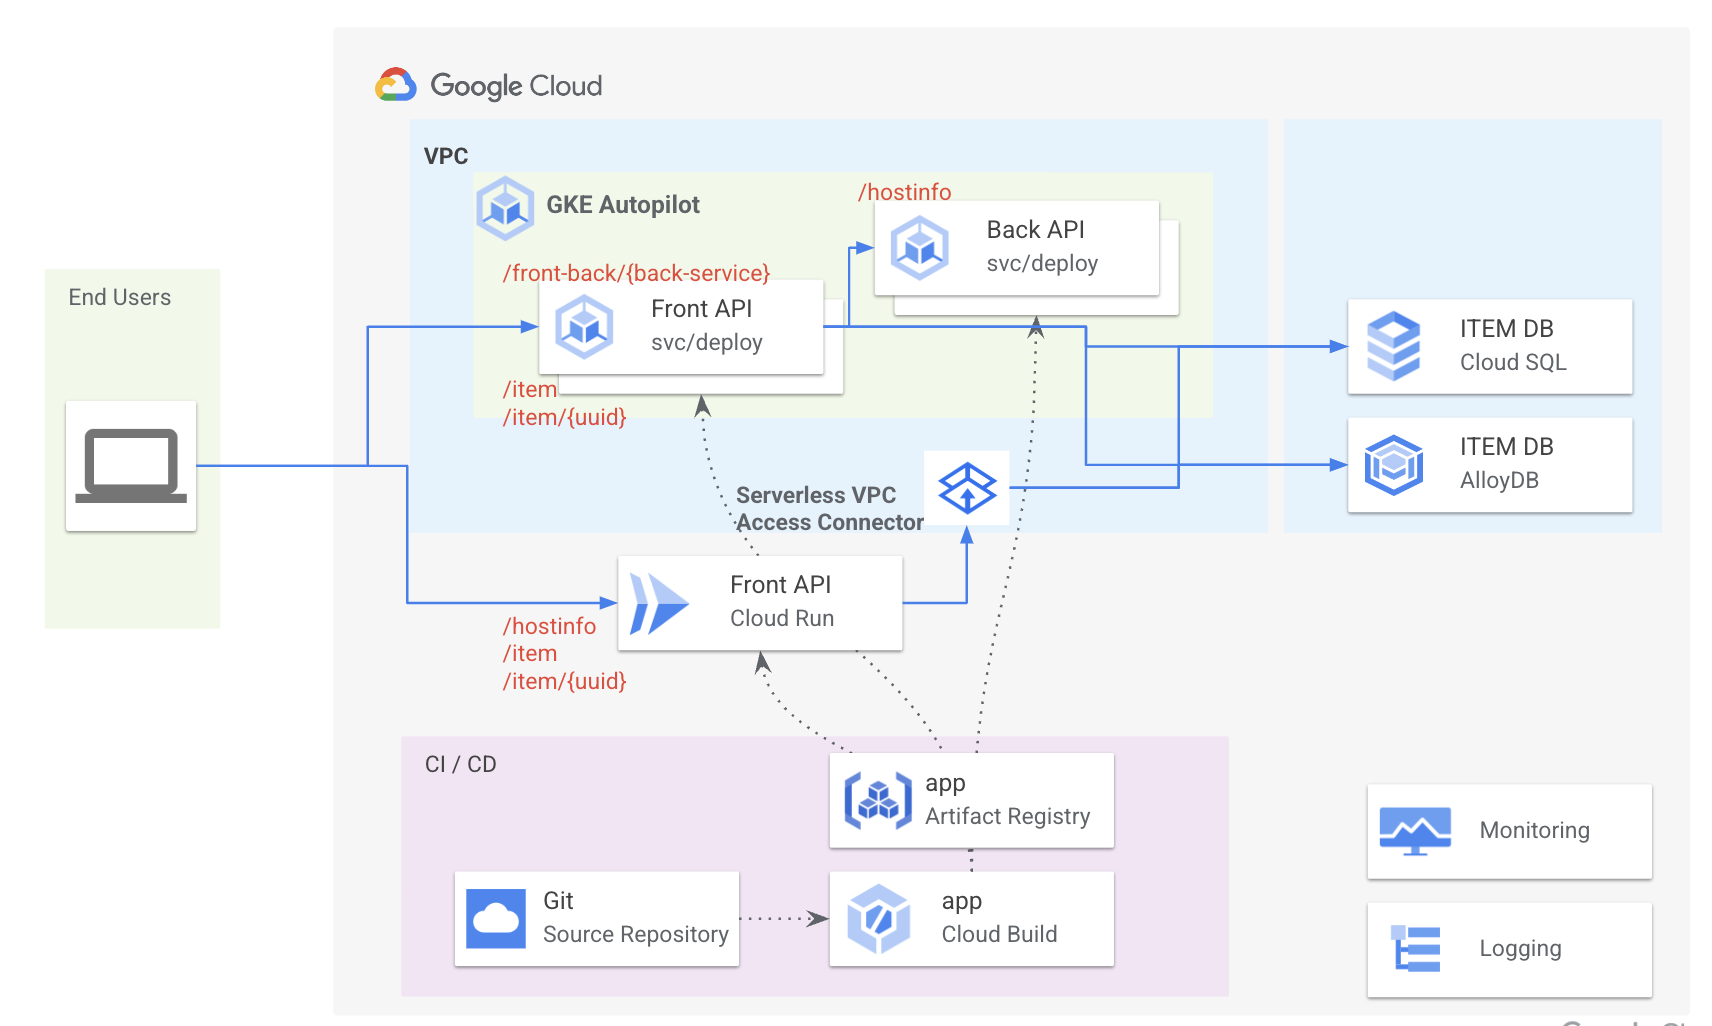 Google Cloud
VPC
GKE Autopilot
/hostinfo
Back API
svc/deploy
/front-back/{back-service}
Front API
svc/deploy
/item
/item/{uuid}
End Users
ITEM DB
Cloud SQL
ITEM DB
AlloyDB
Serverless VPC
Access Connector
Front API
Cloud Run
/hostinfo
/item
/item/{uuid}
CI / CD
app
Artifact Registry
Git
Source Repository
app
Cloud Build
Monitoring
Logging